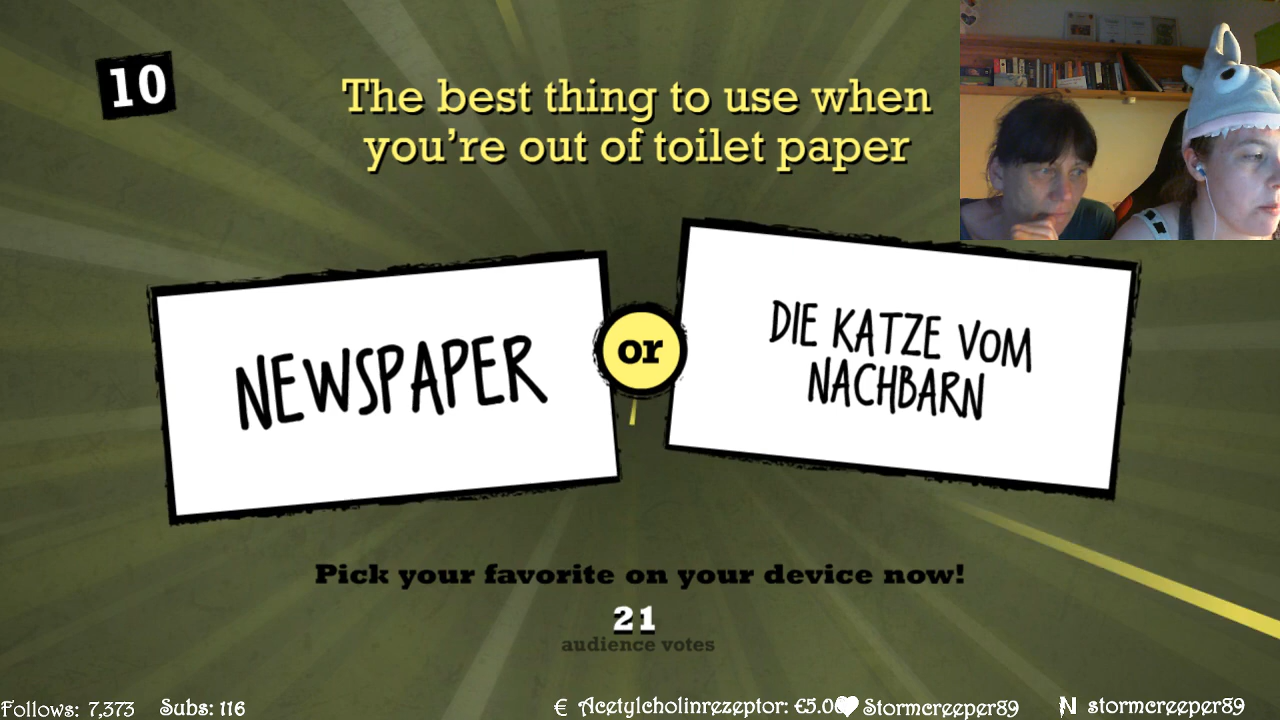 10
The best thing to use when
you're out of toilet paper
NEWSPAPER
or
DIE KATZE VOM
NACHBARN
Pick your favorite on your device now!
21
audience votes
Follows: 7,373 Subs: 116 € Acetylcholinrezeptor: €5.0 Stormcreeper89 N stormcreeper89